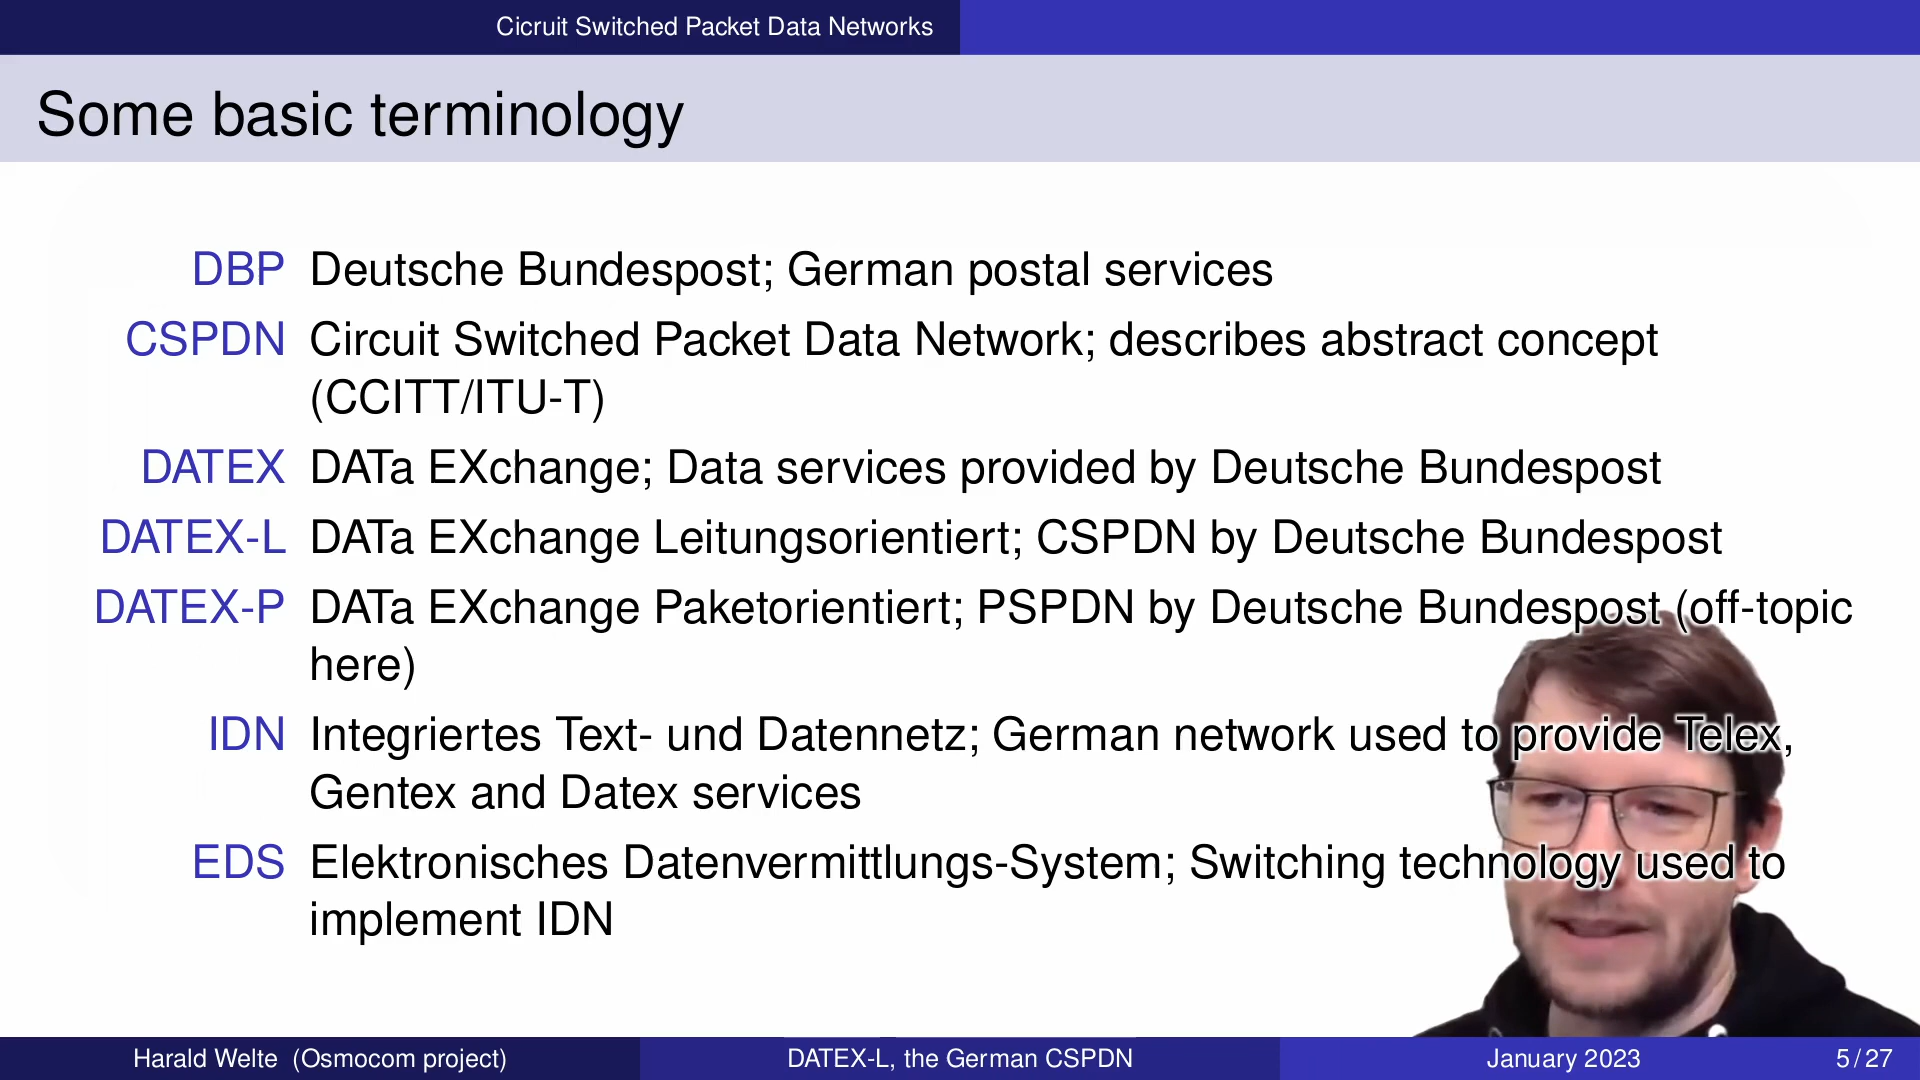 Cicruit Switched Packet Data Networks
Some basic terminology
DBP Deutsche Bundespost; German postal services
CSPDN Circuit Switched Packet Data Network; describes abstract concept
(CCITT/ITU-T)
DATEX DATa EXchange; Data services provided by Deutsche Bundespost
DATEX-L DATa EXchange Leitungsorientiert; CSPDN by Deutsche Bundespost
DATEX-P DATa EXchange Paketorientiert; PSPDN by Deutsche Bundespost (off-topic
here)
IDN Integriertes Text- und Datennetz; German network used to provide Telex,
Gentex and Datex services
EDS Elektronisches Datenvermittlungs-System; Switching technology used to
implement IDN
Harald Welte (Osmocom project) DATEX-L, the German CSPDN January 2023 5/27